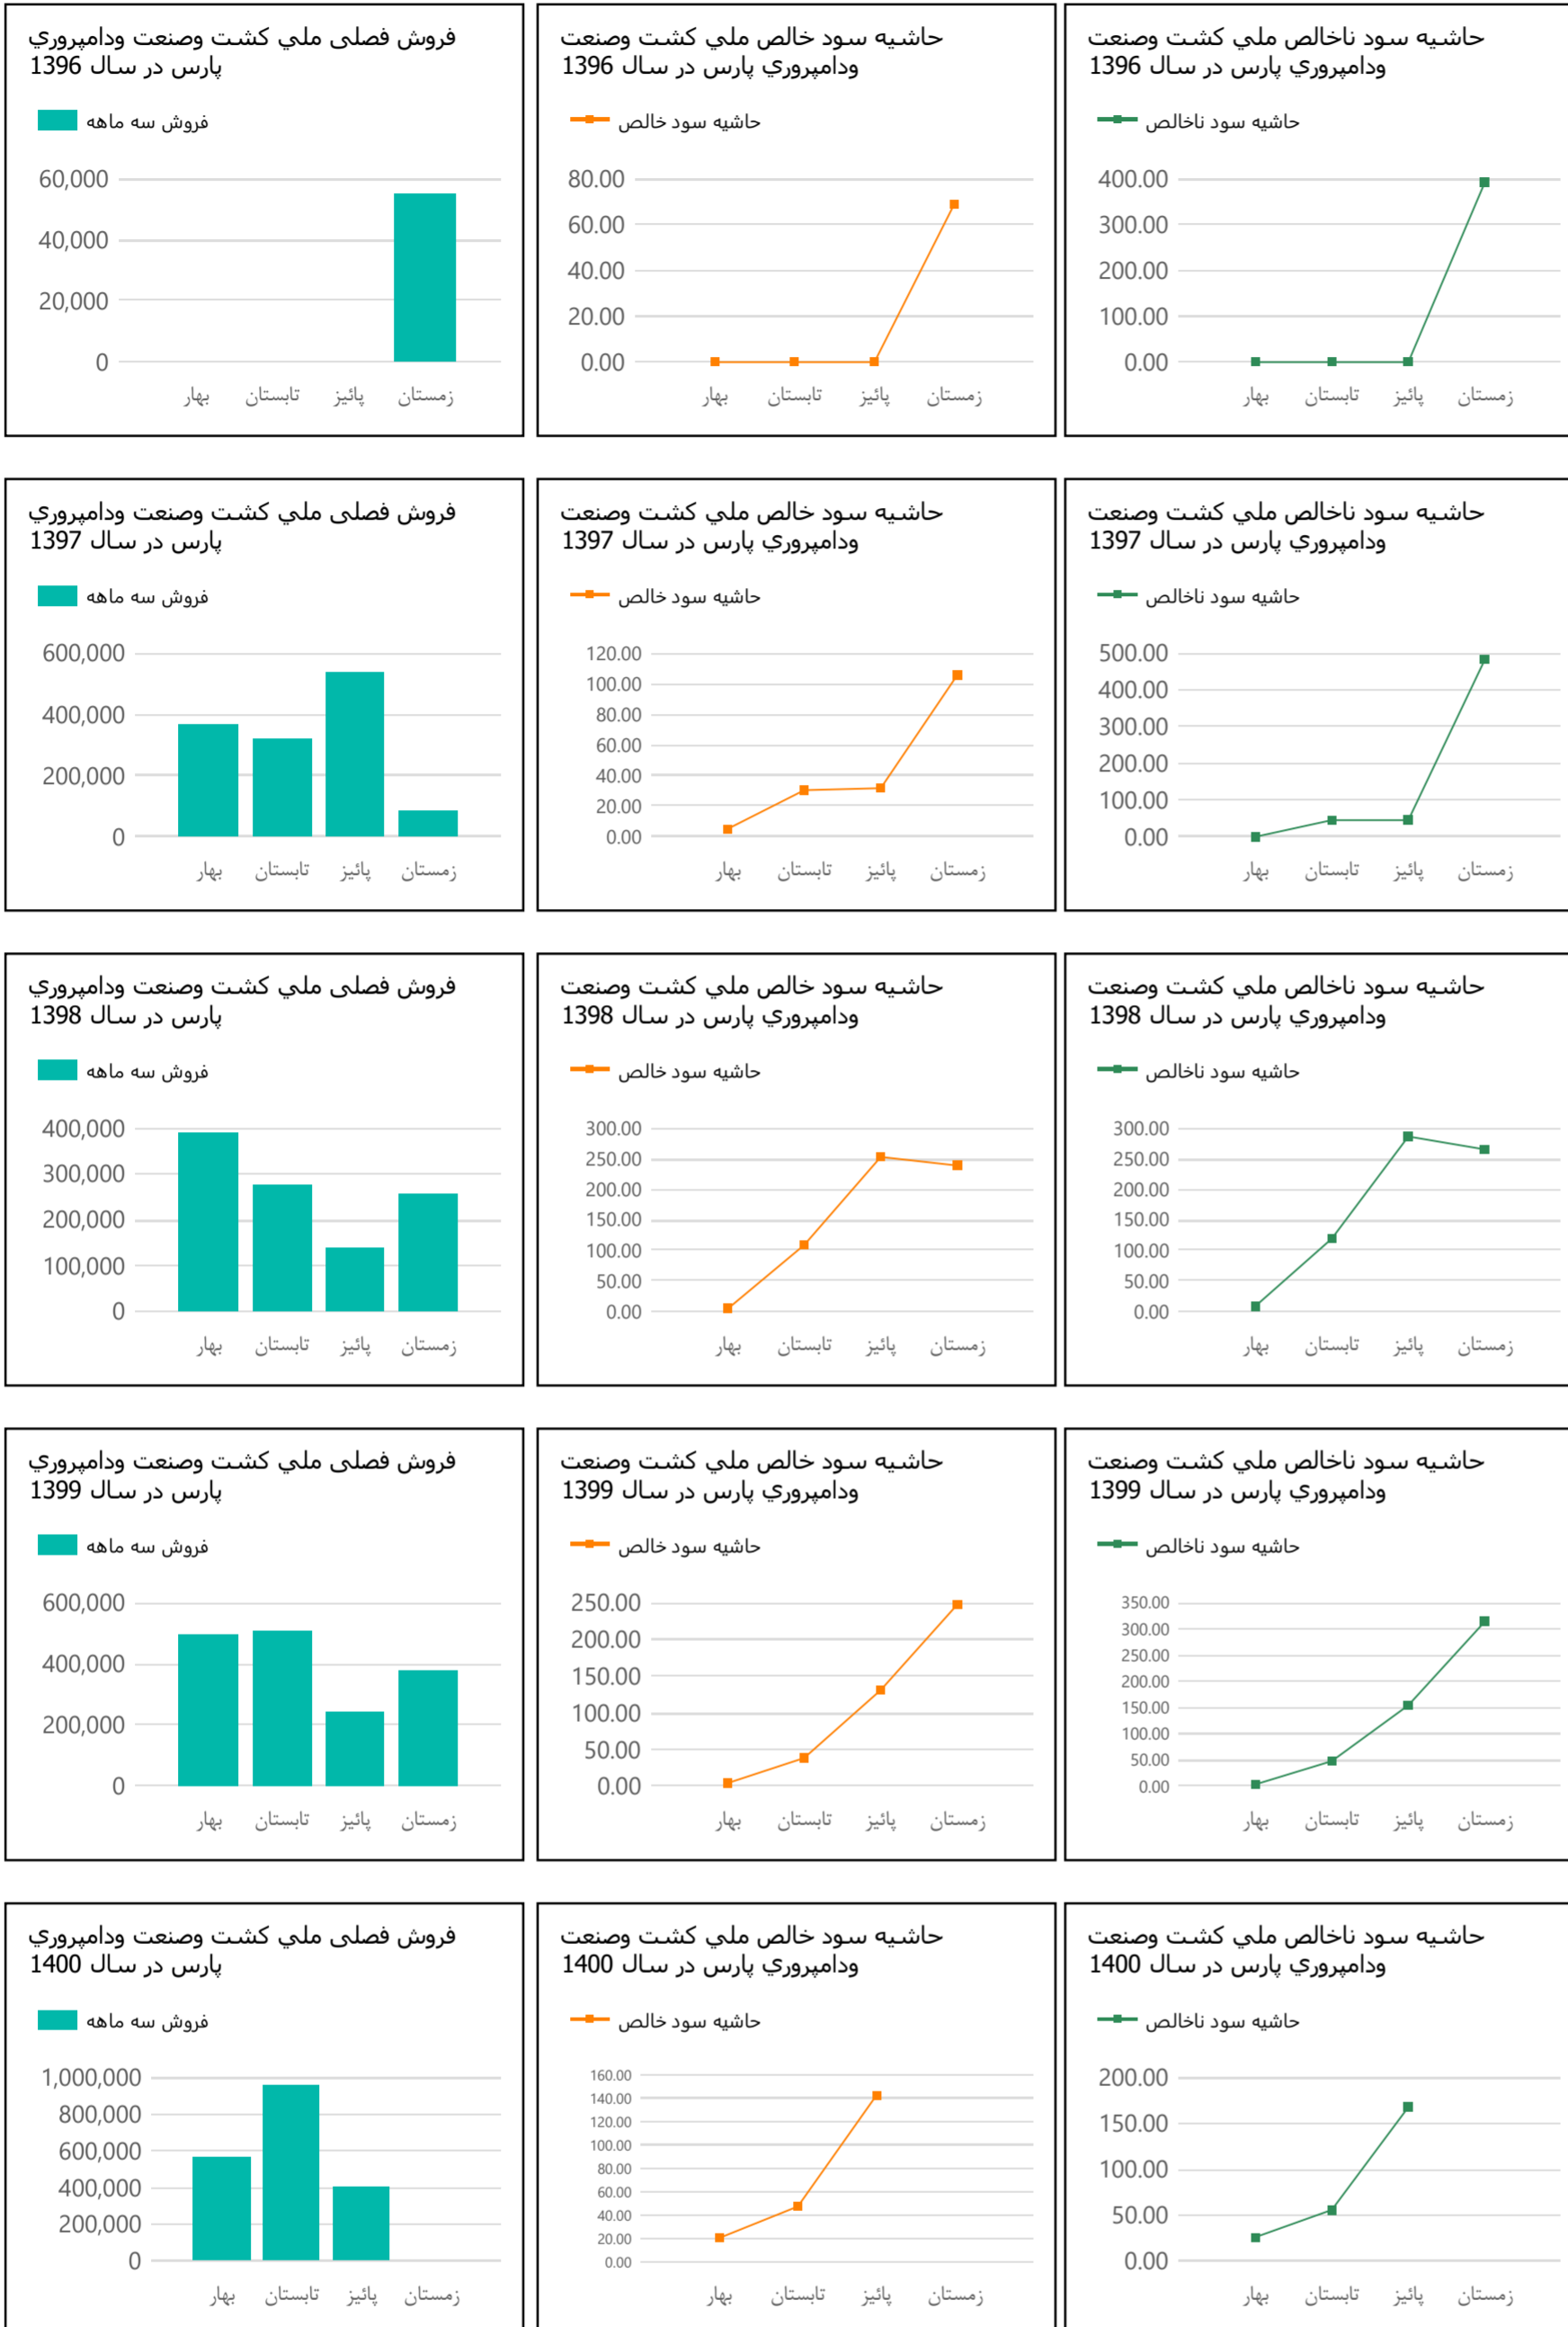 فروش فصلی ملي کشت وصنعت ودامپروري
پارس در سال 1396
فروش سه ماهه
60,000
40,000
20,000
0
بهار تابستان پائیز زمستان
حاشیه سود خالص ملي کشت وصنعت
ودامپروري پارس در سال 1396
حاشیه سود خالص
80.00
60.00
40.00
20.00
0.00
بهار تابستان پائیز زمستان
حاشیه سود ناخالص ملي کشت وصنعت
ودامپروري پارس در سال 1396
حاشیه سود ناخالص
400.00
300.00
200.00
100.00
0.00
بهار تابستان پائیز زمستان
فروش فصلی ملي کشت وصنعت ودامپروري
پارس در سال 1397
فروش سه ماهه
600,000
400,000
200,000
0
بهار تابستان پائیز زمستان
حاشیه سود خالص ملي کشت وصنعت
ودامپروري پارس در سال 1397
حاشیه سود خالص
120.00
100.00
80.00
60.00
40.00
20.00
0.00
بهار تابستان پائیز زمستان
حاشیه سود ناخالص ملي کشت وصنعت
ودامپروري پارس در سال 1397
حاشیه سود ناخالص
500.00
400.00
300.00
200.00
100.00
0.00
بهار تابستان پائیز زمستان
فروش فصلی ملي کشت وصنعت ودامپروري
پارس در سال 1398
فروش سه ماهه
400,000
300,000
200,000
100,000
0
بهار تابستان پائیز زمستان
حاشیه سود خالص ملي کشت وصنعت
ودامپروري پارس در سال 1398
حاشیه سود خالص
300.00
250.00
200.00
150.00
100.00
50.00
0.00
بهار تابستان پائیز زمستان
حاشیه سود ناخالص ملي کشت وصنعت
ودامپروري پارس در سال 1398
حاشیه سود ناخالص
300.00
250.00
200.00
150.00
100.00
50.00
0.00
بهار تابستان پائیز زمستان
فروش فصلی ملي کشت وصنعت ودامپروري
پارس در سال 1399
فروش سه ماهه
600,000
400,000
200,000
0
بهار تابستان پائیز زمستان
حاشیه سود خالص ملي کشت وصنعت
ودامپروري پارس در سال 1399
حاشیه سود خالص
250.00
200.00
150.00
100.00
50.00
0.00
بهار تابستان پائیز زمستان
حاشیه سود ناخالص ملي کشت وصنعت
ودامپروري پارس در سال 1399
حاشیه سود ناخالص
350.00
300.00
250.00
200.00
150.00
100.00
50.00
0.00
بهار تابستان پائیز زمستان
فروش فصلی ملي کشت وصنعت ودامپروري
پارس در سال 1400
فروش سه ماهه
1,000,000
800,000
600,000
400,000
200,000
0
بهار تابستان پائیز زمستان
حاشیه سود خالص ملي کشت وصنعت
ودامپروري پارس در سال 1400
حاشیه سود خالص
160.00
140.00
120.00
100.00
80.00
60.00
40.00
20.00
0.00
بهار تابستان پائیز زمستان
حاشیه سود ناخالص ملي کشت وصنعت
ودامپروري پارس در سال 1400
حاشیه سود ناخالص
200.00
150.00
100.00
50.00
0.00
بهار تابستان پائیز زمستان